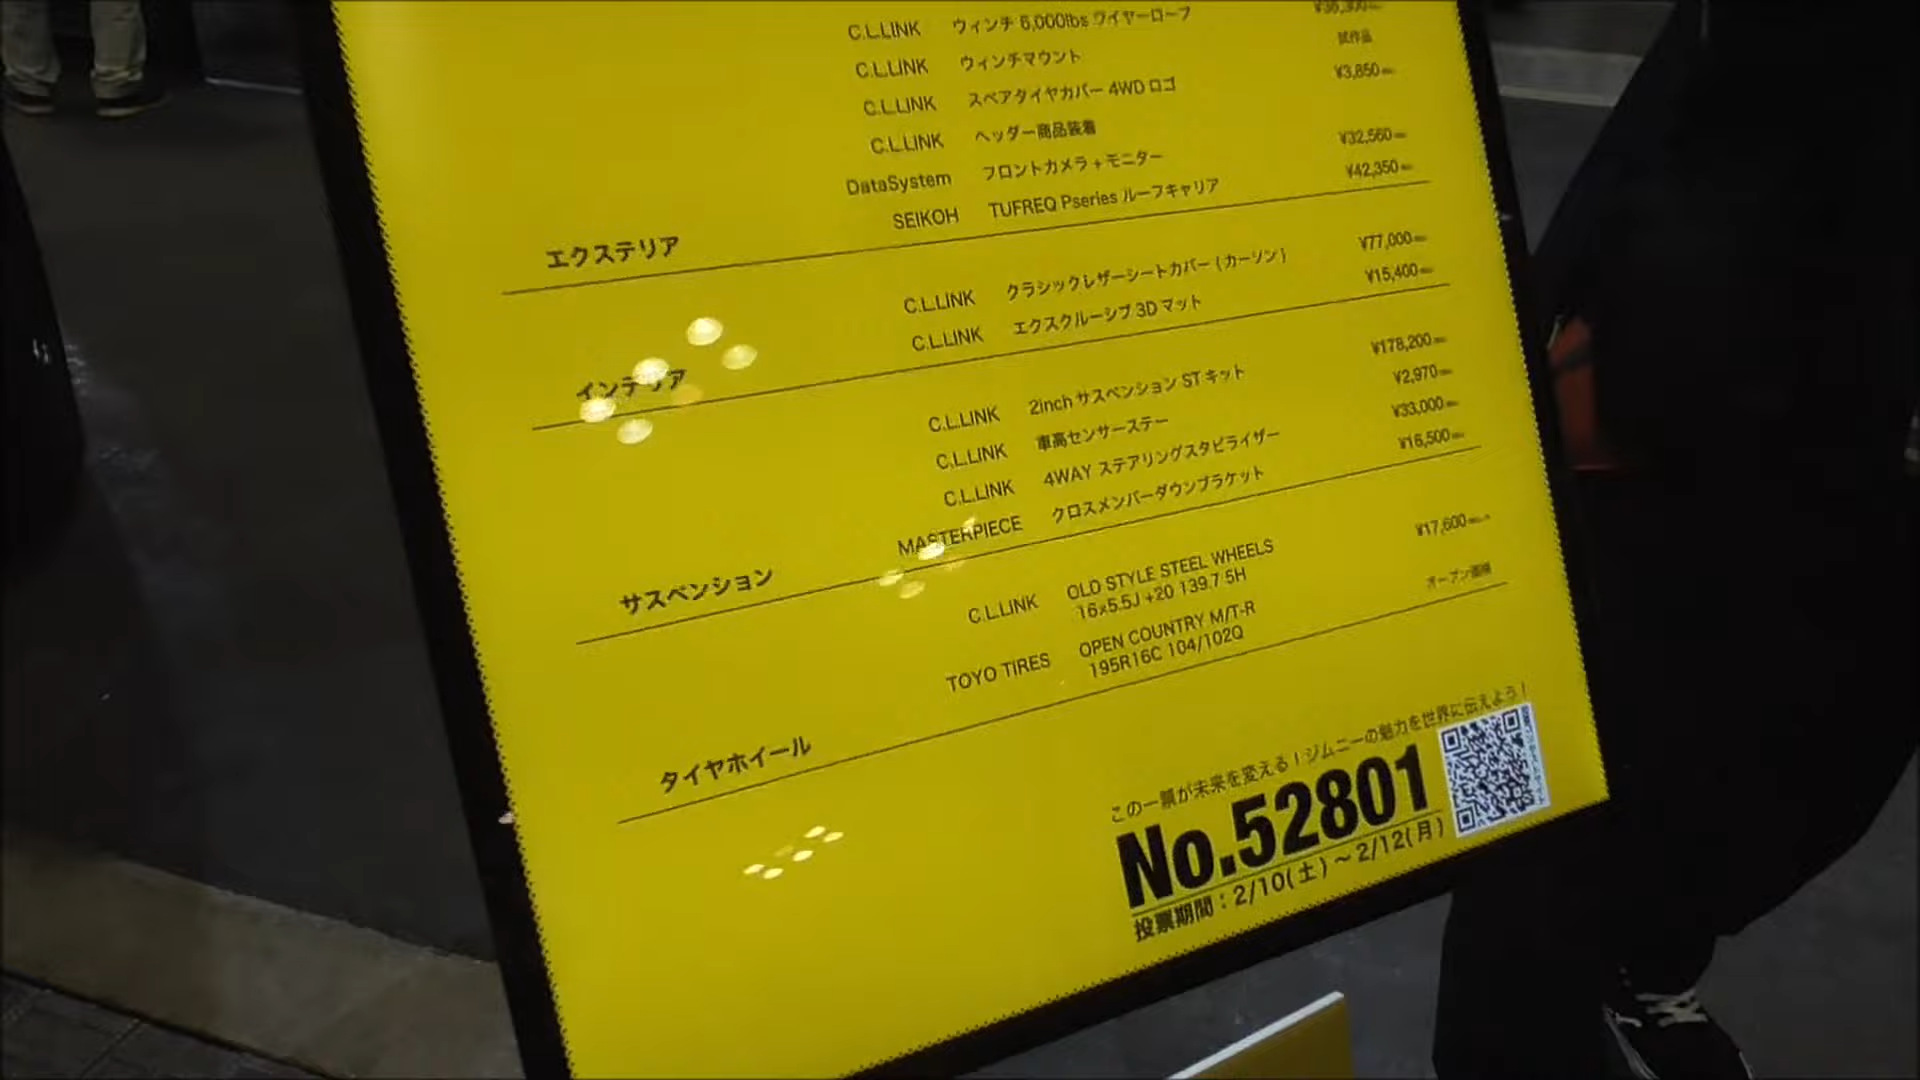 C.L.LINK ウィンチ 6,000lbs ワイヤーロープ
C.L.LINK ウィンチマウント 試作品
C.L.LINK スペアタイヤカバー 4WD ロゴ ¥3,850
C.L.LINK ヘッダー商品装着
DataSystem フロントカメラ + モニター ¥32,560
SEIKOH TUFREQ Pseries ルーフキャリア ¥42,350
エクステリア
C.L.LINK クラシックレザーシートカバー ( カーソン ) ¥77,000
C.L.LINK エクスクルーシブ 3D マット ¥15,400
インテリア
C.L.LINK 2inch サスペンション ST キット ¥178,200
C.L.LINK 車高センサーステー ¥2,970
C.L.LINK 4WAY ステアリングスタビライザー ¥33,000
MASTERPIECE クロスメンバーダウンブラケット ¥16,500
サスペンション
C.L.LINK OLD STYLE STEEL WHEELS ¥17,600
16x5.5J +20 139.7 5H
TOYO TIRES OPEN COUNTRY M/T-R オープン価格
195R16C 104/102Q
タイヤホイール
この一票が未来を変える！ジムニーの魅力を世界に伝えよう！
No.52801
投票期間：2/10(土) ～ 2/12(月)